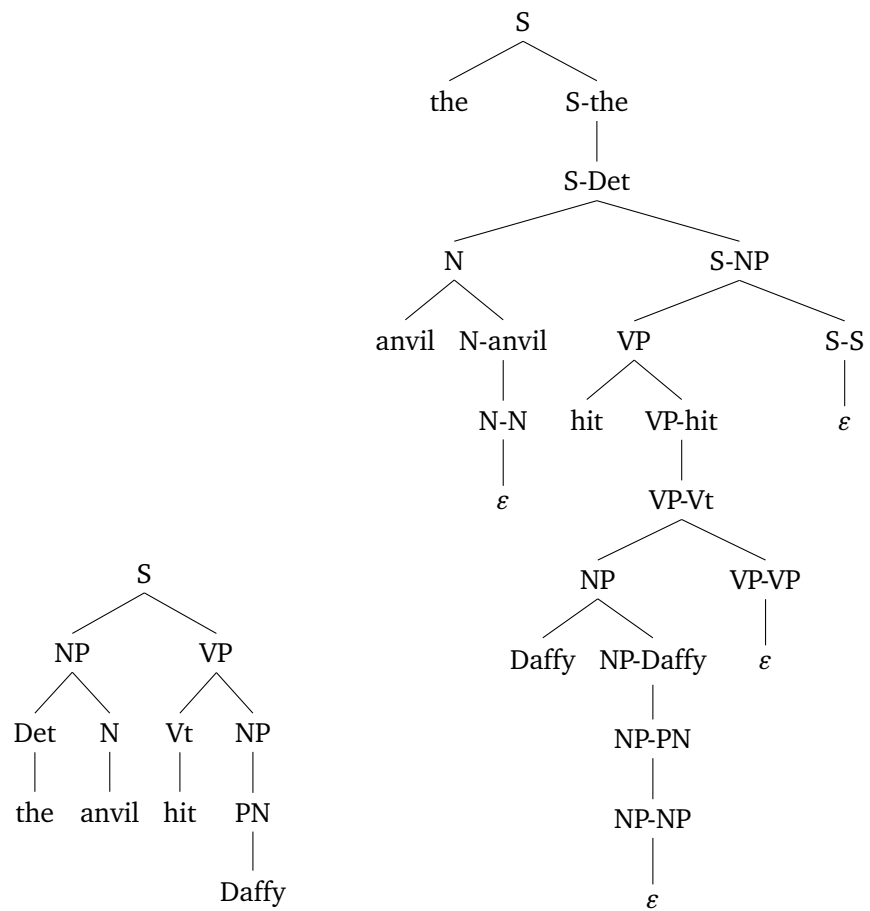 S
the S-the
S-Det
N S-NP
anvil N-anvil VP S-S
N-N hit VP-hit ε
ε VP-Vt
S NP VP-VP
NP VP Daffy NP-Daffy ε
Det N Vt NP NP-PN
the anvil hit PN NP-NP
Daffy ε